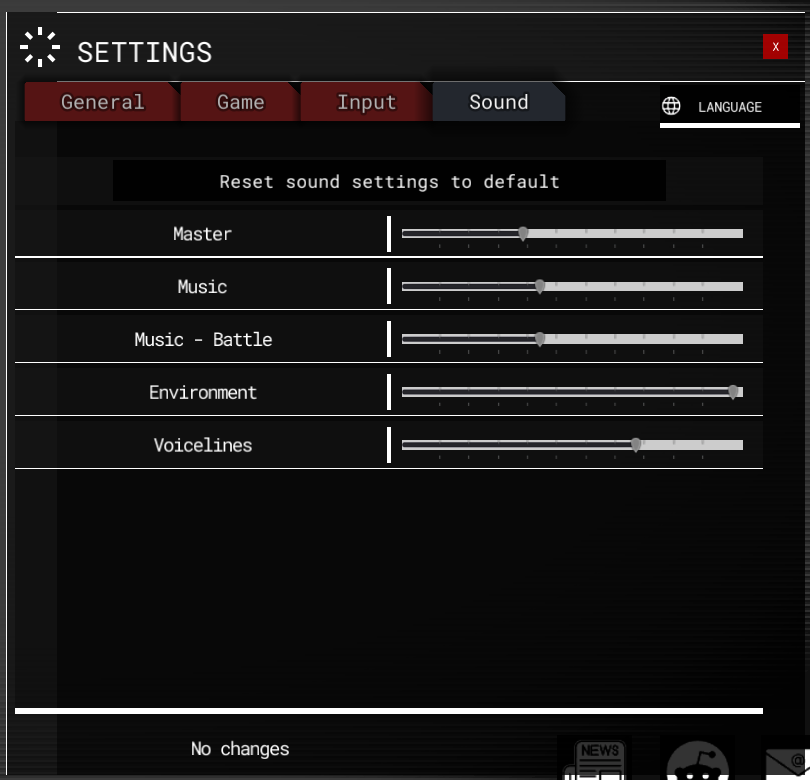 SETTINGS
X
General
Game
Input
Sound
LANGUAGE
Reset sound settings to default
Master
Music
Music - Battle
Environment
Voicelines
No changes
NEWS
@